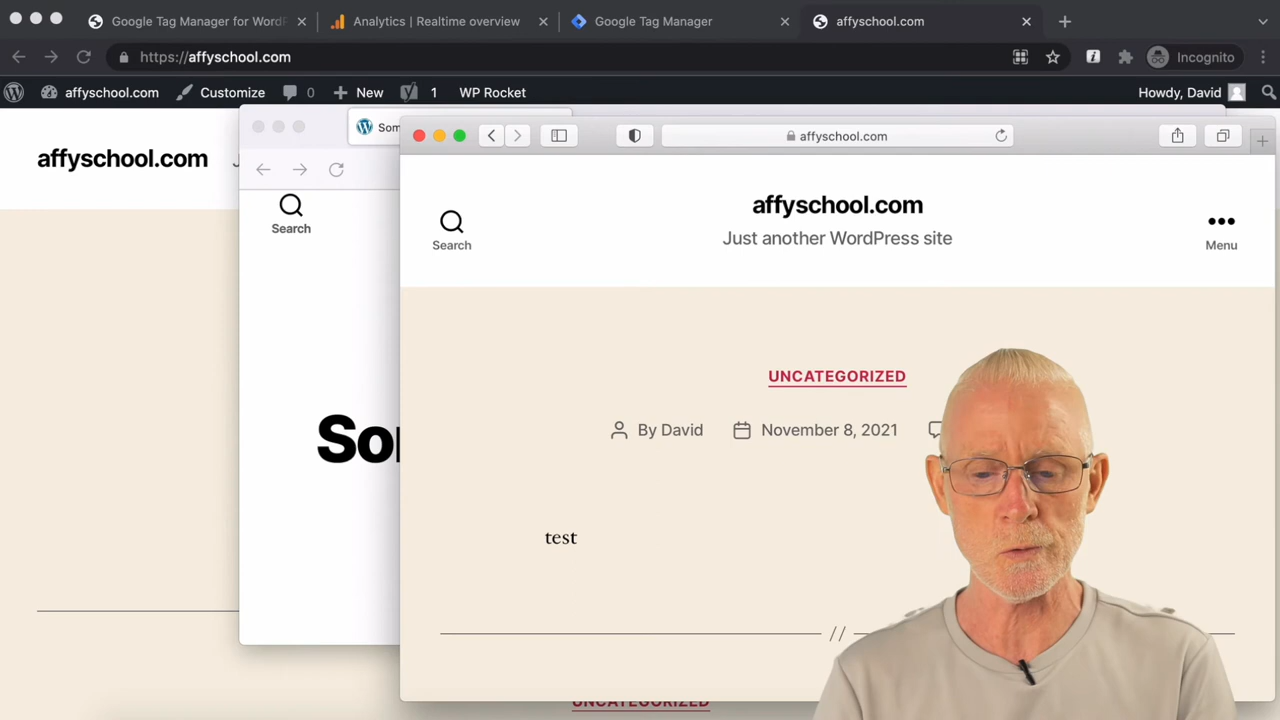 Google Tag Manager for WordP
Analytics | Realtime overview
Google Tag Manager
affyschool.com
https://affyschool.com
Incognito
affyschool.com
Customize
0
New
1
WP Rocket
Howdy, David
affyschool.com
J
Som
Search
So
affyschool.com
affyschool.com
Just another WordPress site
Search
Menu
UNCATEGORIZED
By David
November 8, 2021
test
//
UNCATEGORIZED